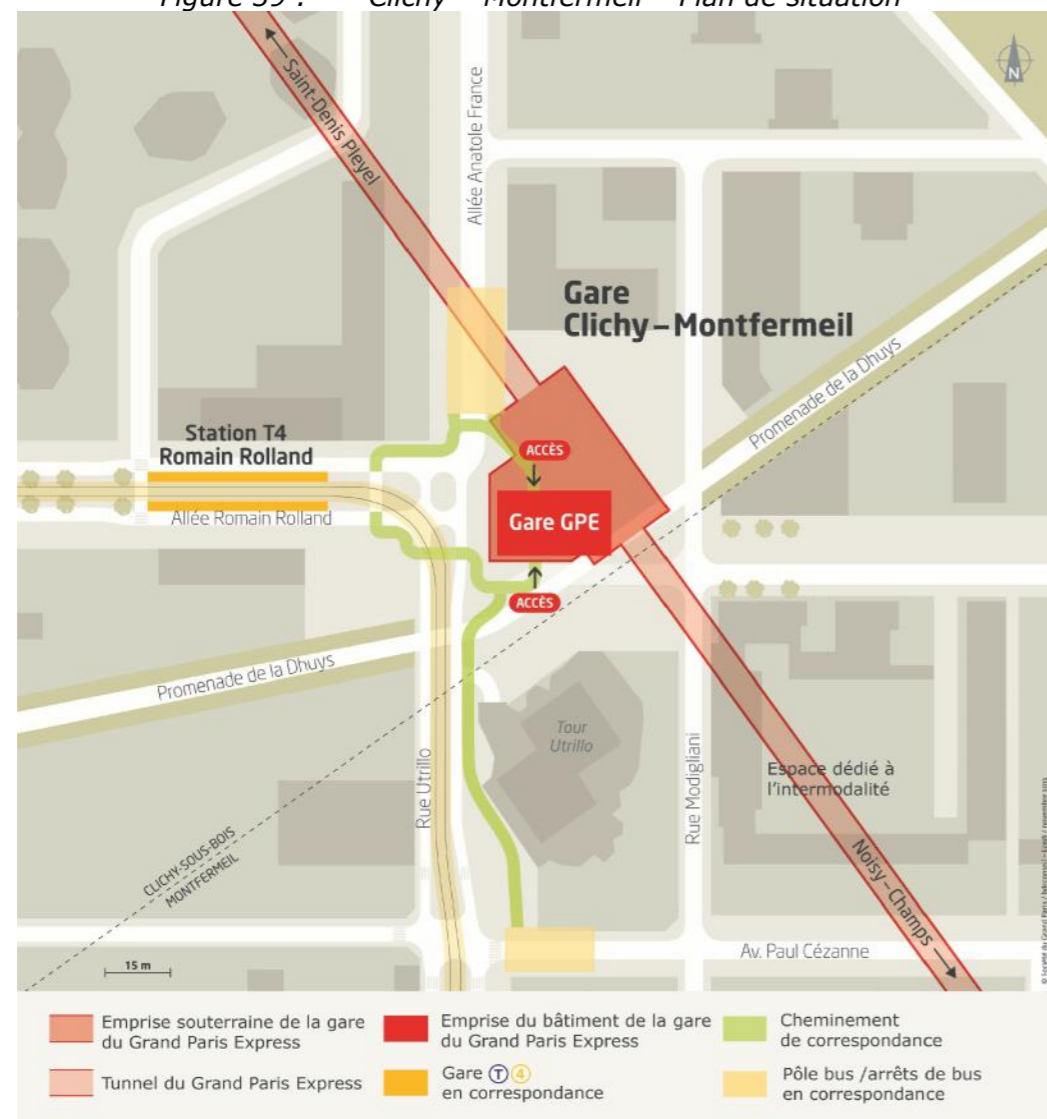 Figure 39 : Clichy – Montfermeil – Plan de situation
Saint-Denis Pleyel
Allée Anatole France
N
Gare
Clichy – Montfermeil
Promenade de la Dhuys
Station T4
Romain Rolland
Allée Romain Rolland
ACCÈS
Gare GPE
ACCÈS
Promenade de la Dhuys
Tour
Utrillo
Rue Utrillo
Rue Modigliani
Espace dédié à
l'intermodalité
CLICHY-SOUS-BOIS
MONTFERMEIL
Noisy – Champs
Av. Paul Cézanne
15 m
Emprise souterraine de la gare
du Grand Paris Express
Emprise du bâtiment de la gare
du Grand Paris Express
Cheminement
de correspondance
Tunnel du Grand Paris Express
Gare T 4
en correspondance
Pôle bus /arrêts de bus
en correspondance